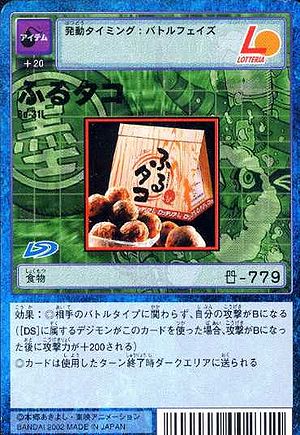 発動タイミング：バトルフェイズ
アイテム
+20
LOTTERIA
ふるタコ
Bo-31L
ふるタコ
食物
-779
効果：◎相手のバトルタイプに関わらず、自分の攻撃がBになる
（[DS]に属するデジモンがこのカードを使った場合、攻撃がBになっ
た後に攻撃力が＋200される）
◎カードは使用したターン終了時ダークエリアに送られる
©本郷あきよし・東映アニメーション
BANDAI 2002 MADE IN JAPAN